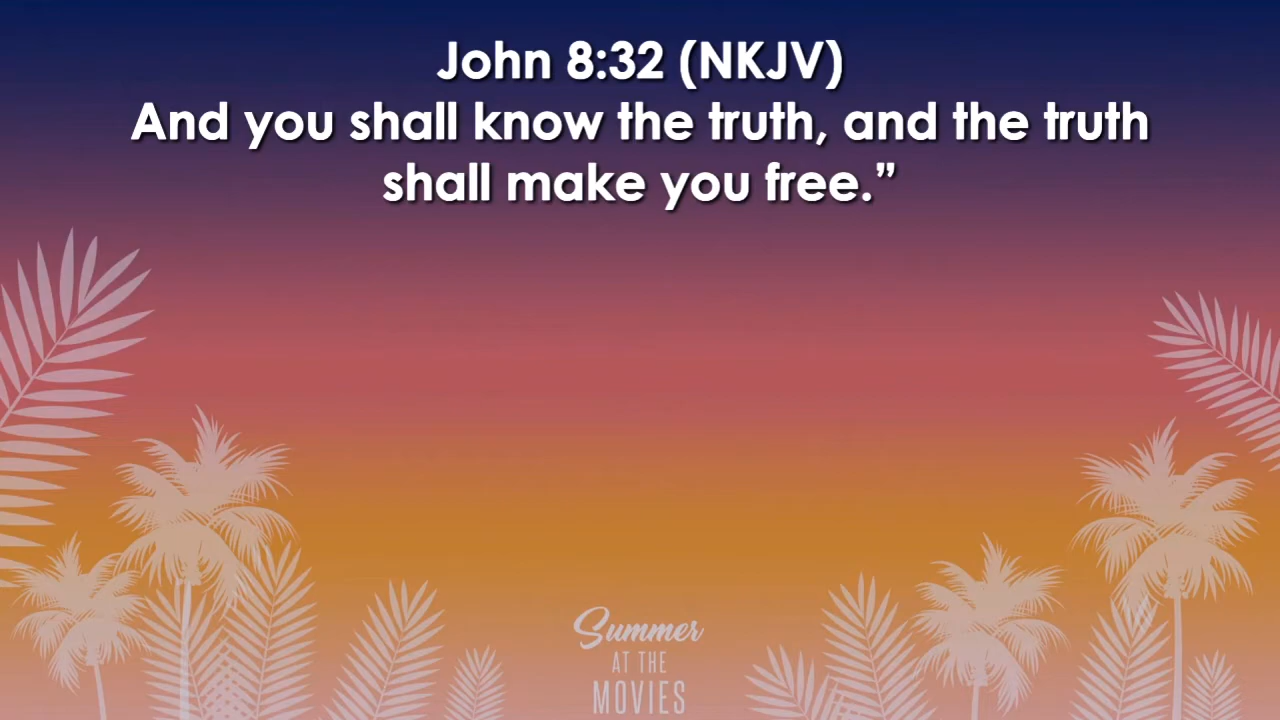 John 8:32 (NKJV)
And you shall know the truth, and the truth
shall make you free.”
Summer
AT THE
MOVIES